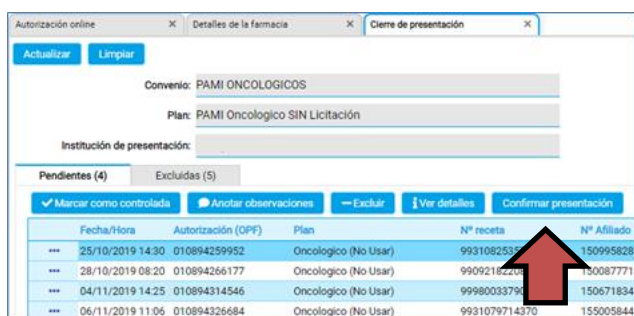 Autorización online × Detalles de la farmacia × Cierre de presentación ×
Actualizar Limpiar
Convenio: PAMI ONCOLOGICOS
Plan: PAMI Oncologico SIN Licitación
Institución de presentación:
Pendientes (4) Excluidas (5)
Marcar como controlada Anotar observaciones Excluir Ver detalles Confirmar presentación
Fecha/Hora Autorización (OPF) Plan Nº receta Nº Afiliado
25/10/2019 14:30 010894259952 Oncologico (No Usar) 150995828
28/10/2019 08:20 010894266177 Oncologico (No Usar) 150087771
04/11/2019 14:25 010894314546 Oncologico (No Usar) 150671834
06/11/2019 11:06 010894326684 Oncologico (No Usar) 9931079714370 155005844